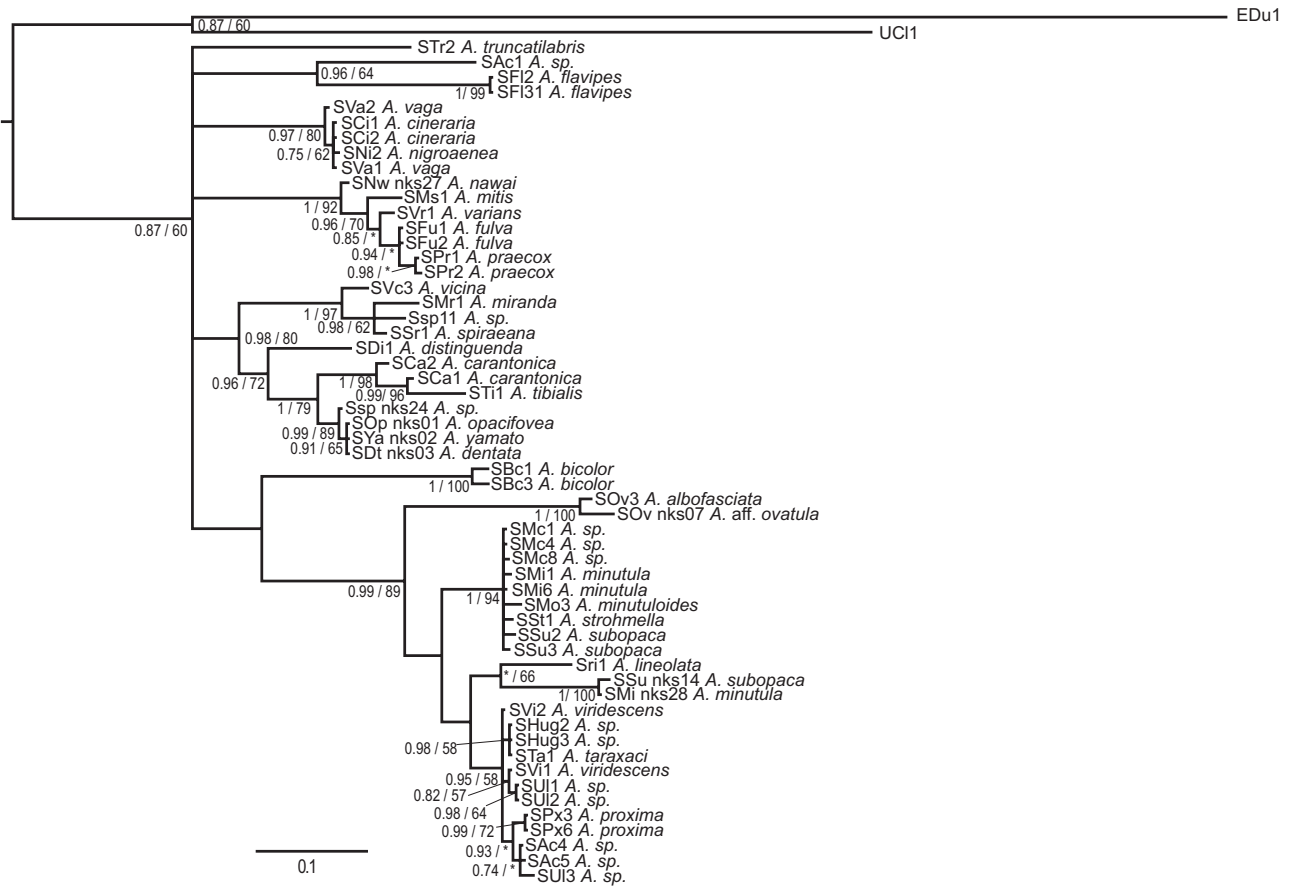 EDu1
0.87 / 60
UCl1
STr2 A. truncatilabris
SAc1 A. sp.
0.96 / 64
SFl2 A. flavipes
1/ 99
SFl31 A. flavipes
SVa2 A. vaga
SCi1 A. cineraria
0.97 / 80
SCi2 A. cineraria
0.75 / 62
SNi2 A. nigroaenea
SVa1 A. vaga
SNw nks27 A. nawai
SMs1 A. mitis
1 / 92
SVr1 A. varians
0.96 / 70
SFu1 A. fulva
0.87 / 60
0.85 / *
SFu2 A. fulva
0.94 / *
SPr1 A. praecox
0.98 / *
SPr2 A. praecox
SVc3 A. vicina
SMr1 A. miranda
1 / 97
Ssp11 A. sp.
0.98 / 62
SSr1 A. spiraeana
0.98 / 80
SDi1 A. distinguenda
SCa2 A. carantonica
0.96 / 72
1 / 98
SCa1 A. carantonica
0.99/ 96
STi1 A. tibialis
1 / 79
Ssp nks24 A. sp.
SOp nks01 A. opacifovea
0.99 / 89
SYa nks02 A. yamato
0.91 / 65
SDt nks03 A. dentata
SBc1 A. bicolor
1 / 100
SBc3 A. bicolor
SOv3 A. albofasciata
1 / 100
SOv nks07 A. aff. ovatula
SMc1 A. sp.
SMc4 A. sp.
SMc8 A. sp.
SMi1 A. minutula
0.99 / 89
SMi6 A. minutula
1 / 94
SMo3 A. minutuloides
SSt1 A. strohmella
SSu2 A. subopaca
SSu3 A. subopaca
Sri1 A. lineolata
* / 66
SSu nks14 A. subopaca
1/ 100
SMi nks28 A. minutula
SVi2 A. viridescens
SHug2 A. sp.
SHug3 A. sp.
0.98 / 58
STa1 A. taraxaci
SVi1 A. viridescens
0.95 / 58
SUl1 A. sp.
0.82 / 57
SUl2 A. sp.
0.98 / 64
SPx3 A. proxima
0.99 / 72
SPx6 A. proxima
SAc4 A. sp.
0.93 / *
SAc5 A. sp.
0.74 / *
SUl3 A. sp.
0.1